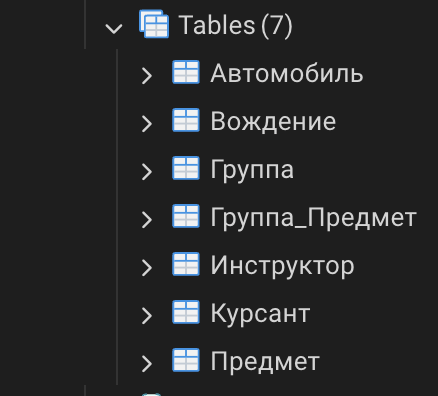 Tables (7)
Автомобиль
Вождение
Группа
Группа_Предмет
Инструктор
Курсант
Предмет